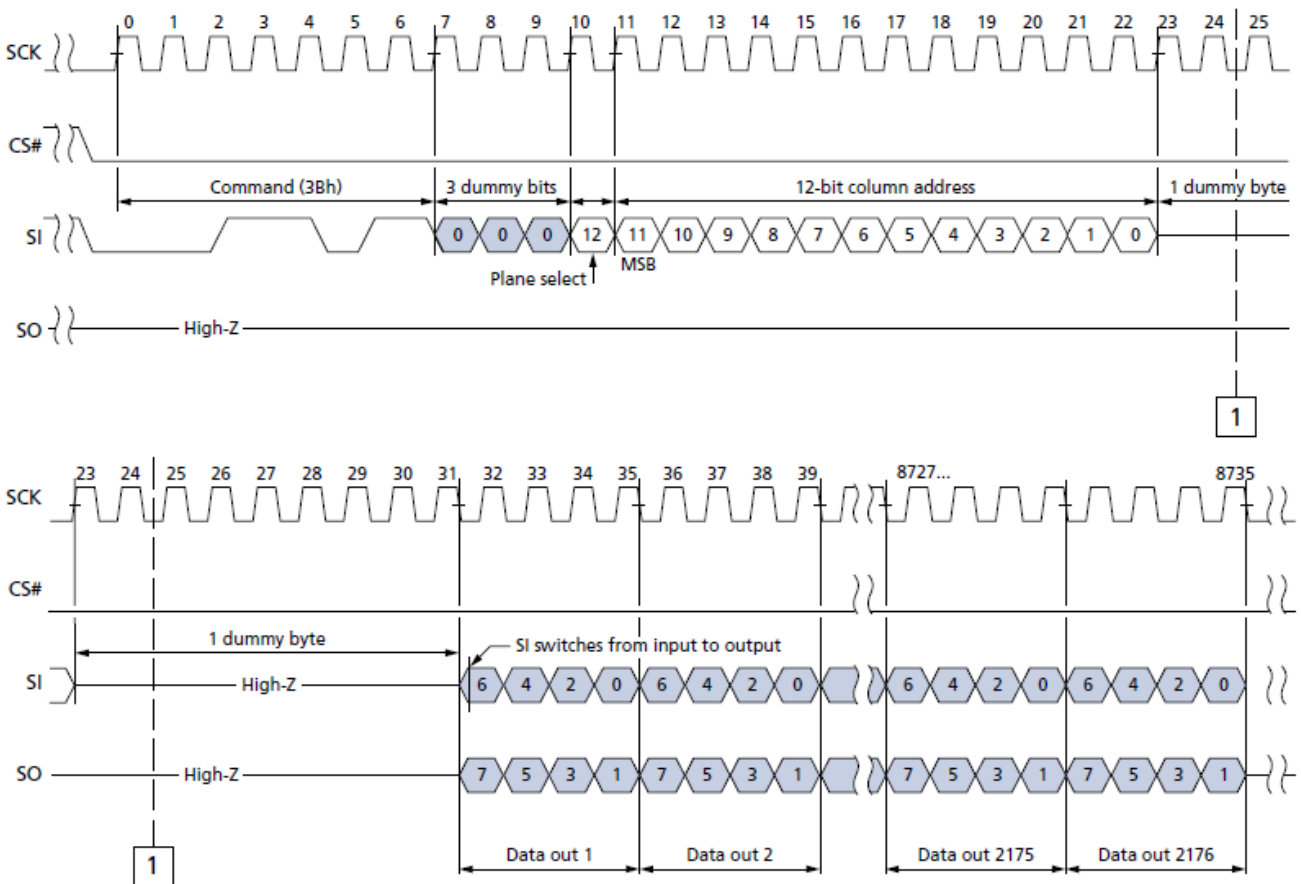 0 1 2 3 4 5 6 7 8 9 10 11 12 13 14 15 16 17 18 19 20 21 22 23 24 25
SCK
CS#
Command (3Bh) 3 dummy bits 12-bit column address 1 dummy byte
SI 0 0 0 12 11 10 9 8 7 6 5 4 3 2 1 0
Plane select MSB
SO High-Z
1
23 24 25 26 27 28 29 30 31 32 33 34 35 36 37 38 39 8727... 8735
SCK
CS#
1 dummy byte SI switches from input to output
SI High-Z 6 4 2 0 6 4 2 0 6 4 2 0 6 4 2 0
SO High-Z 7 5 3 1 7 5 3 1 7 5 3 1 7 5 3 1
1 Data out 1 Data out 2 Data out 2175 Data out 2176